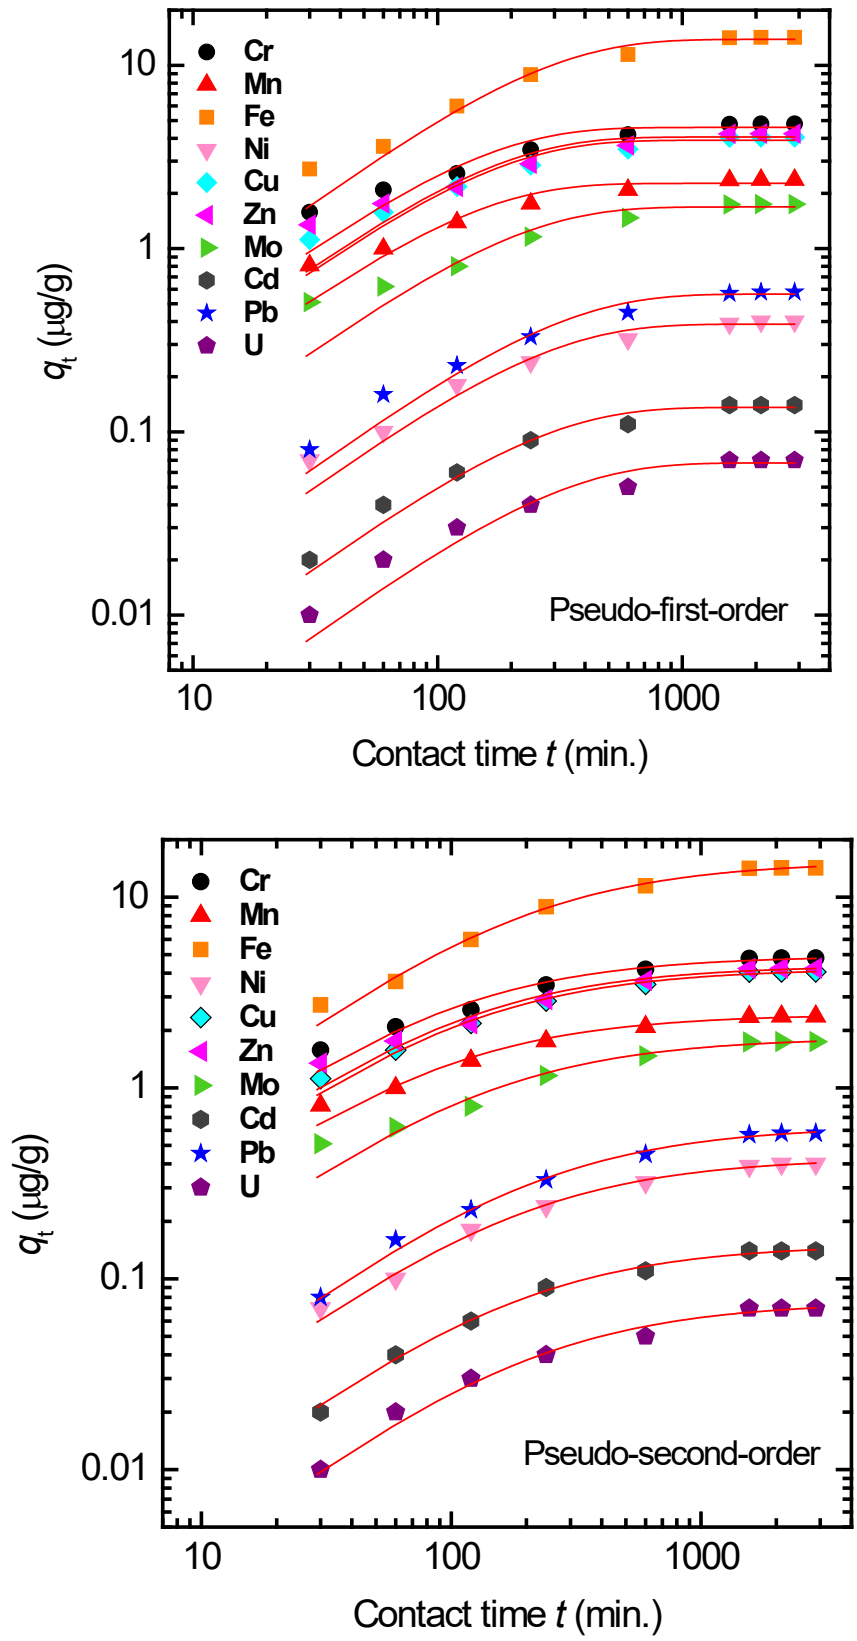 10
1
0.1
0.01
qt (μg/g)
Cr
Mn
Fe
Ni
Cu
Zn
Mo
Cd
Pb
U
Pseudo-first-order
10
100
1000
Contact time t (min.)
10
1
0.1
0.01
qt (μg/g)
Cr
Mn
Fe
Ni
Cu
Zn
Mo
Cd
Pb
U
Pseudo-second-order
10
100
1000
Contact time t (min.)